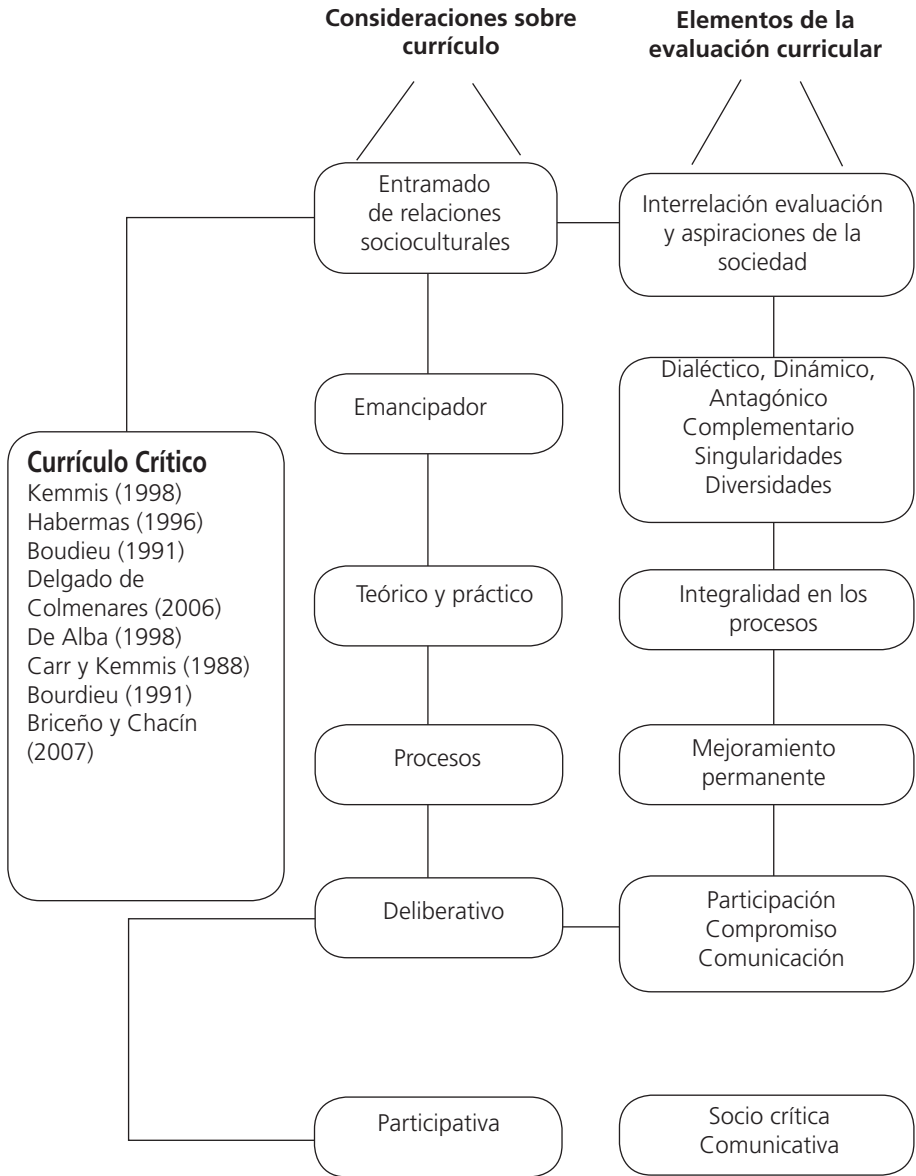 Consideraciones sobre
currículo
Elementos de la
evaluación curricular
Entramado
de relaciones
socioculturales
Interrelación evaluación
y aspiraciones de la
sociedad
Emancipador
Dialéctico, Dinámico,
Antagónico
Complementario
Singularidades
Diversidades
Currículo Crítico
Kemmis (1998)
Habermas (1996)
Boudieu (1991)
Delgado de
Colmenares (2006)
De Alba (1998)
Carr y Kemmis (1988)
Bourdieu (1991)
Briceño y Chacín
(2007)
Teórico y práctico
Integralidad en los
procesos
Procesos
Mejoramiento
permanente
Deliberativo
Participación
Compromiso
Comunicación
Participativa
Socio crítica
Comunicativa